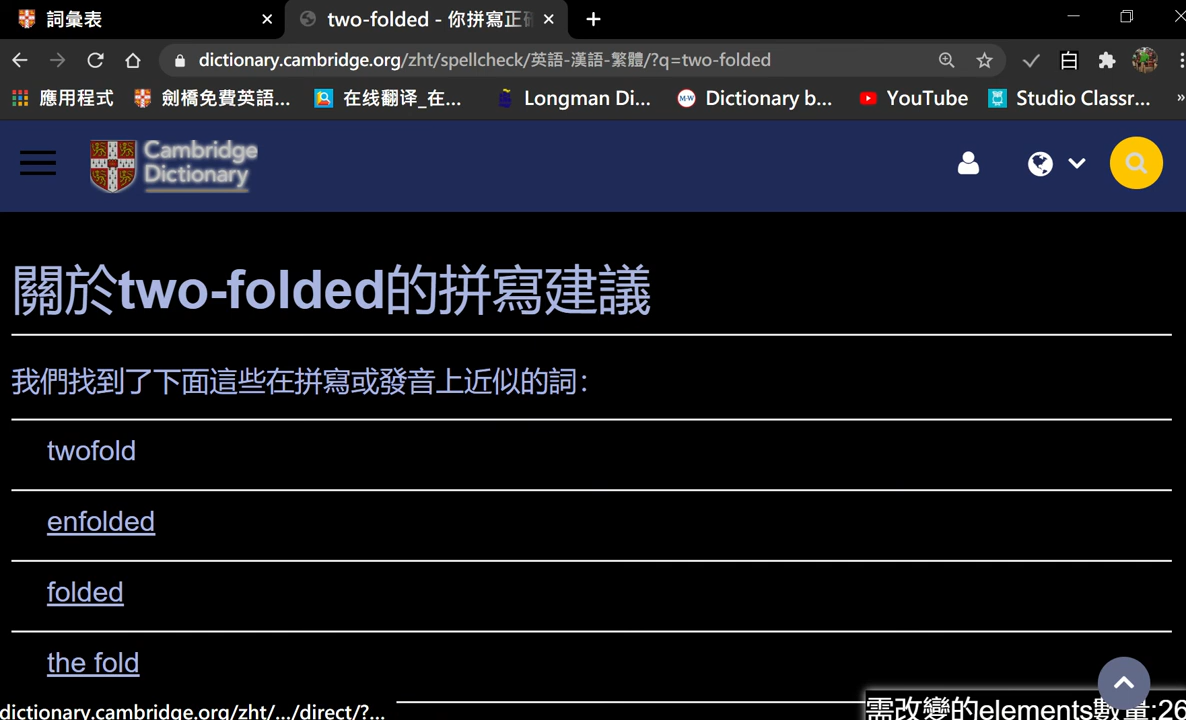 詞彙表
two-folded - 你拼寫正確
dictionary.cambridge.org/zht/spellcheck/英語-漢語-繁體/?q=two-folded
應用程式 劍橋免費英語... 在线翻译_在... Longman Di... Dictionary b... YouTube Studio Classr... »
Cambridge
Dictionary
關於two-folded的拼寫建議
我們找到了下面這些在拼寫或發音上近似的詞：
twofold
enfolded
folded
the fold
dictionary.cambridge.org/zht/.../direct/?...
需改變的elements數量:26